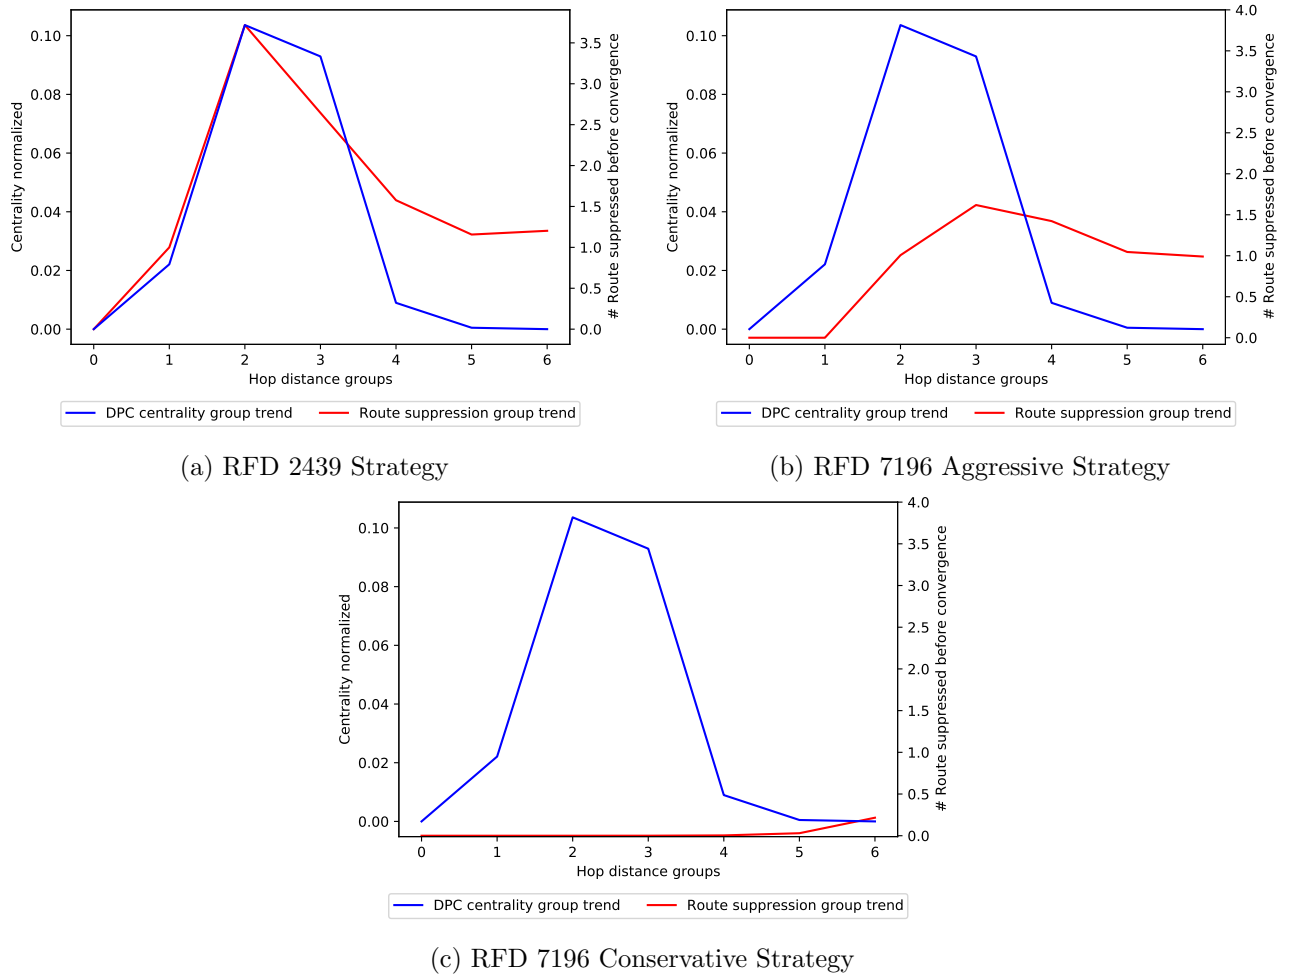 0.10
0.08
0.06
0.04
0.02
0.00
Centrality normalized
3.5
3.0
2.5
2.0
1.5
1.0
0.5
0.0
# Route suppressed before convergence
0 1 2 3 4 5 6
Hop distance groups
DPC centrality group trend Route suppression group trend
(a) RFD 2439 Strategy
0.10
0.08
0.06
0.04
0.02
0.00
Centrality normalized
4.0
3.5
3.0
2.5
2.0
1.5
1.0
0.5
0.0
# Route suppressed before convergence
0 1 2 3 4 5 6
Hop distance groups
DPC centrality group trend Route suppression group trend
(b) RFD 7196 Aggressive Strategy
0.10
0.08
0.06
0.04
0.02
0.00
Centrality normalized
4.0
3.5
3.0
2.5
2.0
1.5
1.0
0.5
0.0
# Route suppressed before convergence
0 1 2 3 4 5 6
Hop distance groups
DPC centrality group trend Route suppression group trend
(c) RFD 7196 Conservative Strategy